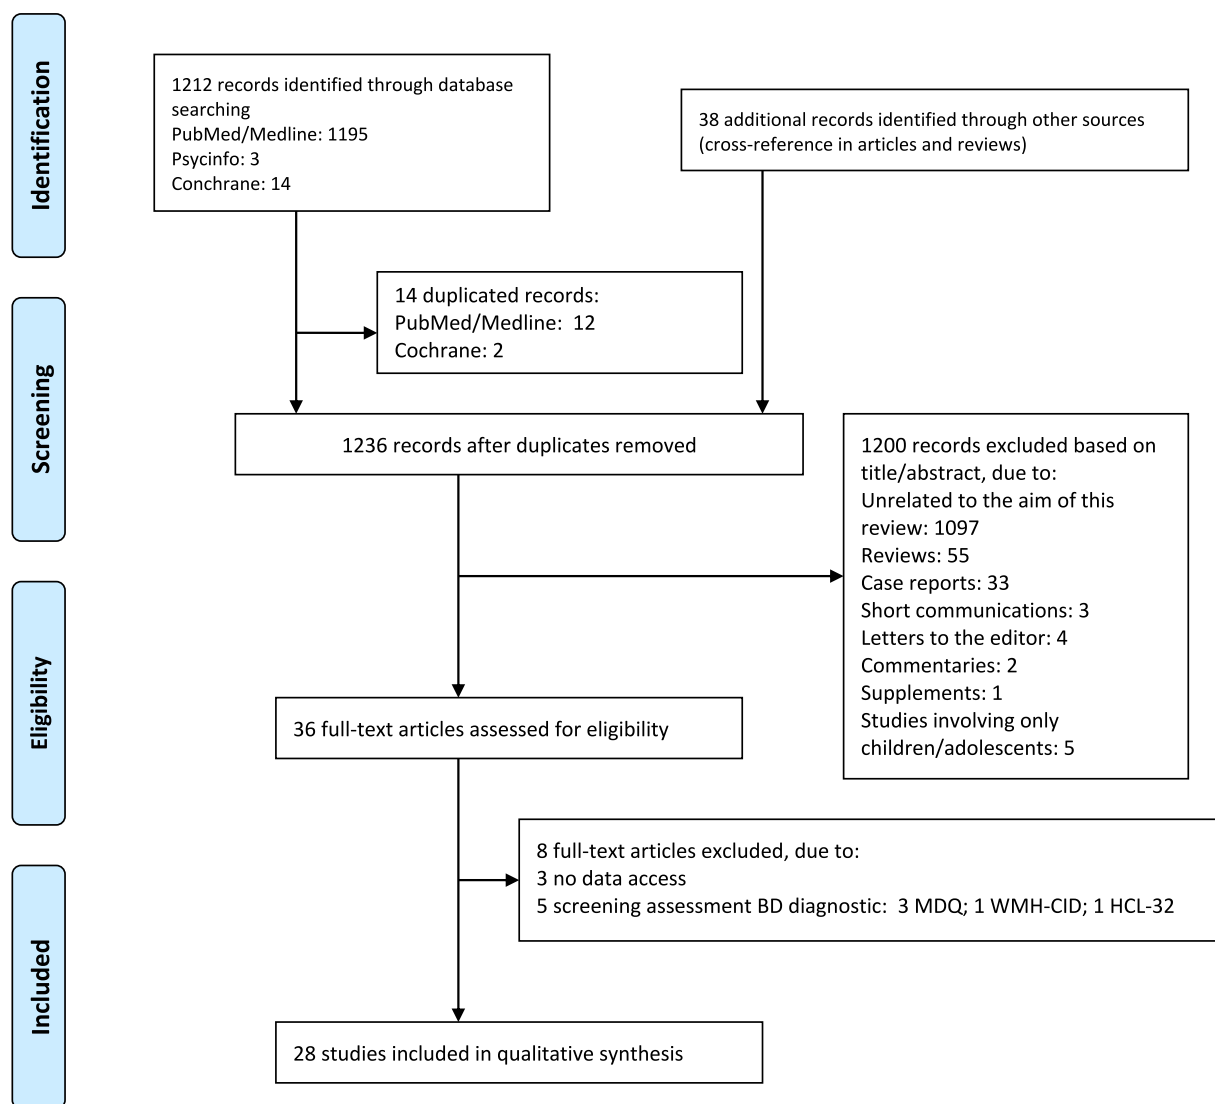 Identification
1212 records identified through database
searching
PubMed/Medline: 1195
Psycinfo: 3
Conchrane: 14
38 additional records identified through other sources
(cross-reference in articles and reviews)
14 duplicated records:
PubMed/Medline:  12
Cochrane: 2
Screening
1236 records after duplicates removed
1200 records excluded based on
title/abstract, due to:
Unrelated to the aim of this
review: 1097
Reviews: 55
Case reports: 33
Short communications: 3
Letters to the editor: 4
Commentaries: 2
Supplements: 1
Studies involving only
children/adolescents: 5
Eligibility
36 full-text articles assessed for eligibility
8 full-text articles excluded, due to:
3 no data access
5 screening assessment BD diagnostic:  3 MDQ; 1 WMH-CID; 1 HCL-32
Included
28 studies included in qualitative synthesis